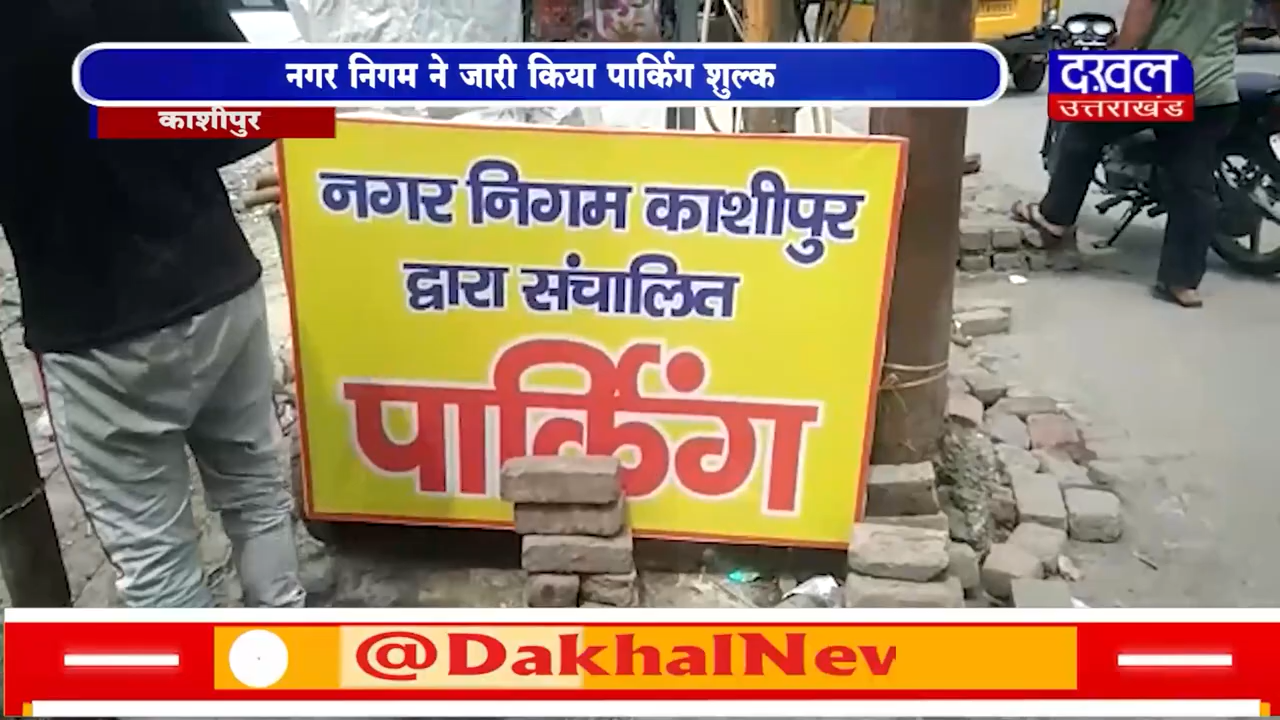 नगर निगम ने जारी किया पार्किग शुल्क
दख़ल
उत्तराखंड
काशीपुर
नगर निगम काशीपुर
द्वारा संचालित
पार्किंग
@DakhalNev